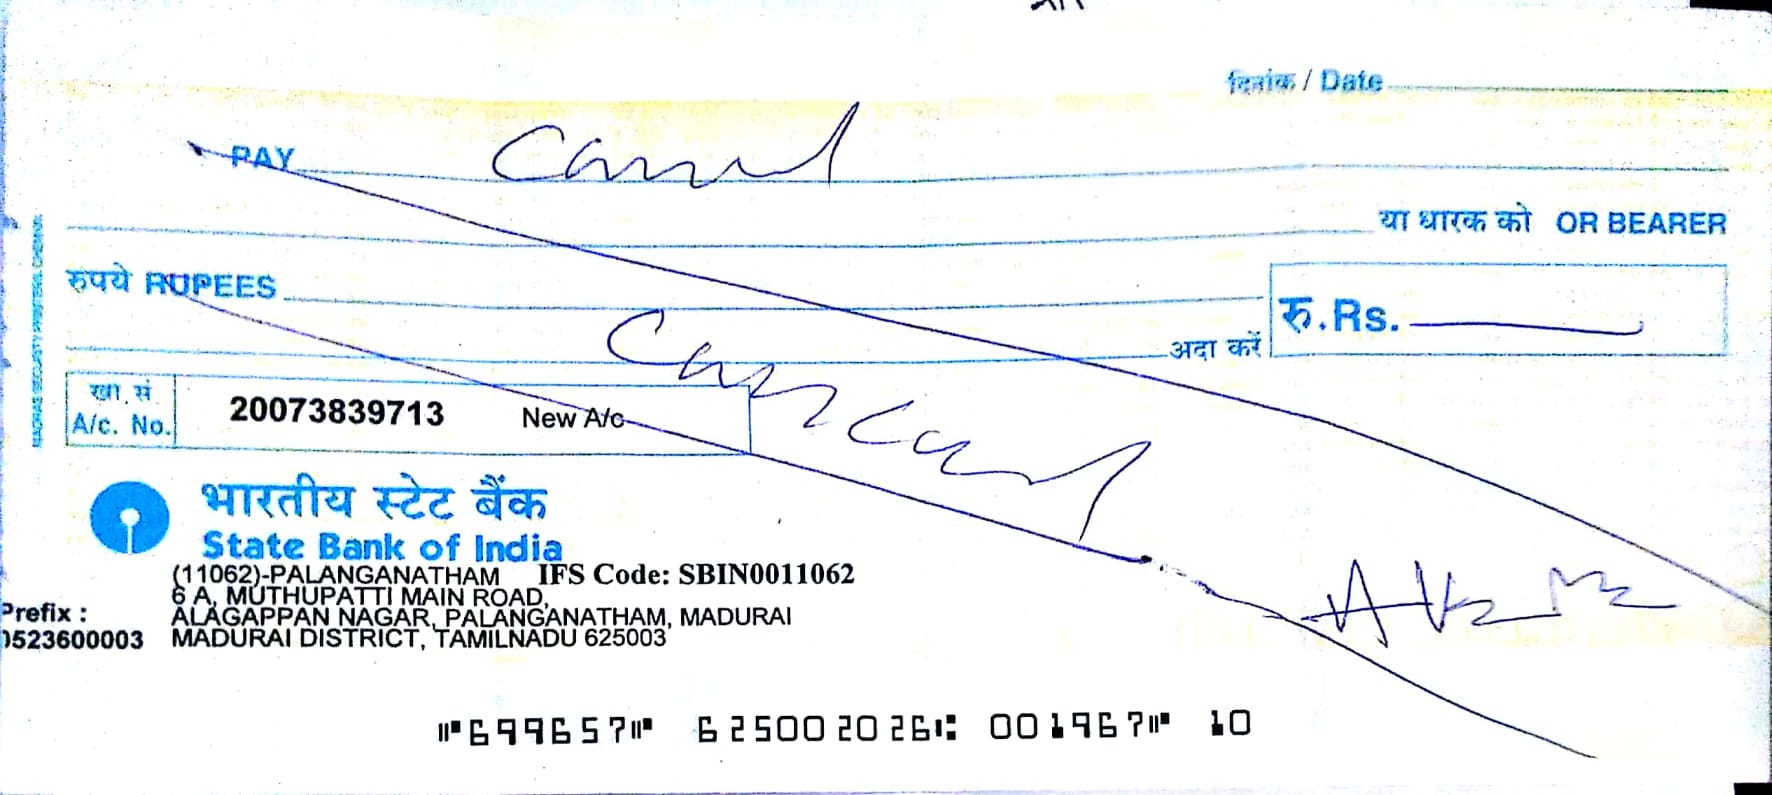 दिनांक / Date
PAY
या धारक को OR BEARER
रुपये RUPEES
रु.Rs.
अदा करें
खा. सं.
A/c. No.
20073839713 New A/c
भारतीय स्टेट बैंक
State Bank of India
(11062)-PALANGANATHAM IFS Code: SBIN0011062
6 A, MUTHUPATTI MAIN ROAD,
Prefix : ALAGAPPAN NAGAR, PALANGANATHAM, MADURAI
0523600003 MADURAI DISTRICT, TAMILNADU 625003
⑈699657⑈ 625002026⑆ 001967⑈ 10